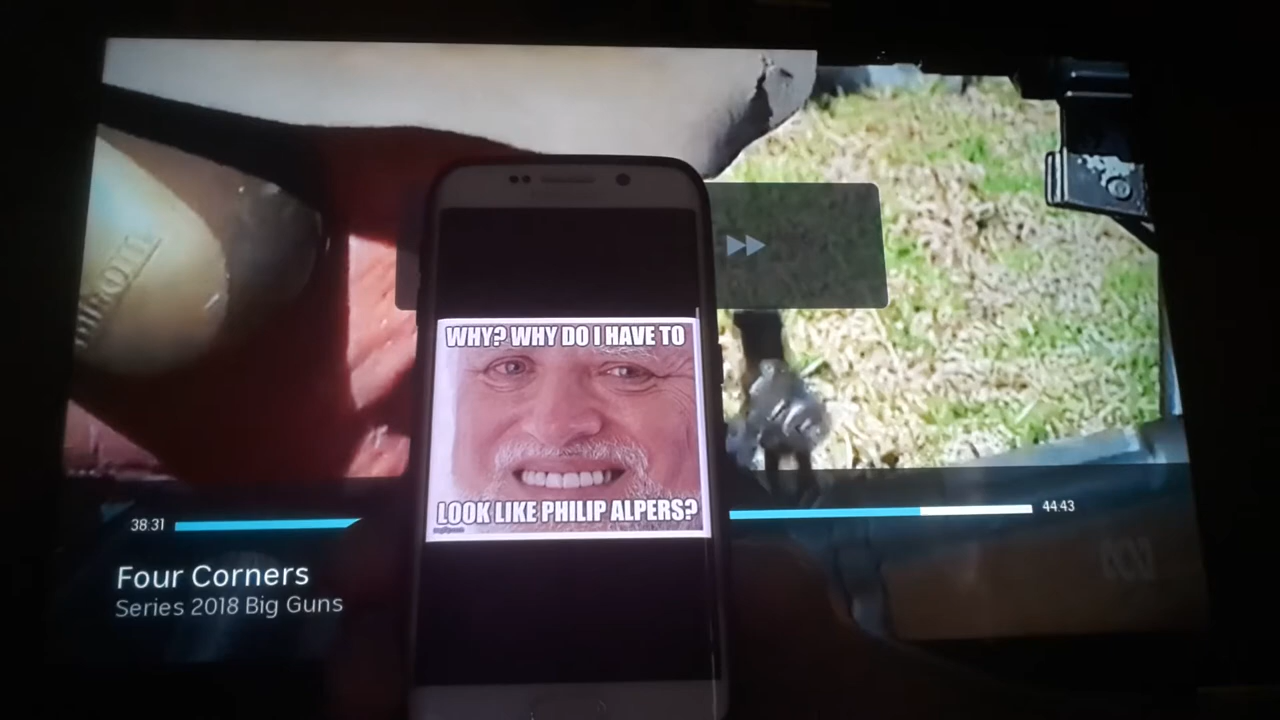 WHY? WHY DO I HAVE TO
LOOK LIKE PHILIP ALPERS?
38:31
44:43
Four Corners
Series 2018 Big Guns